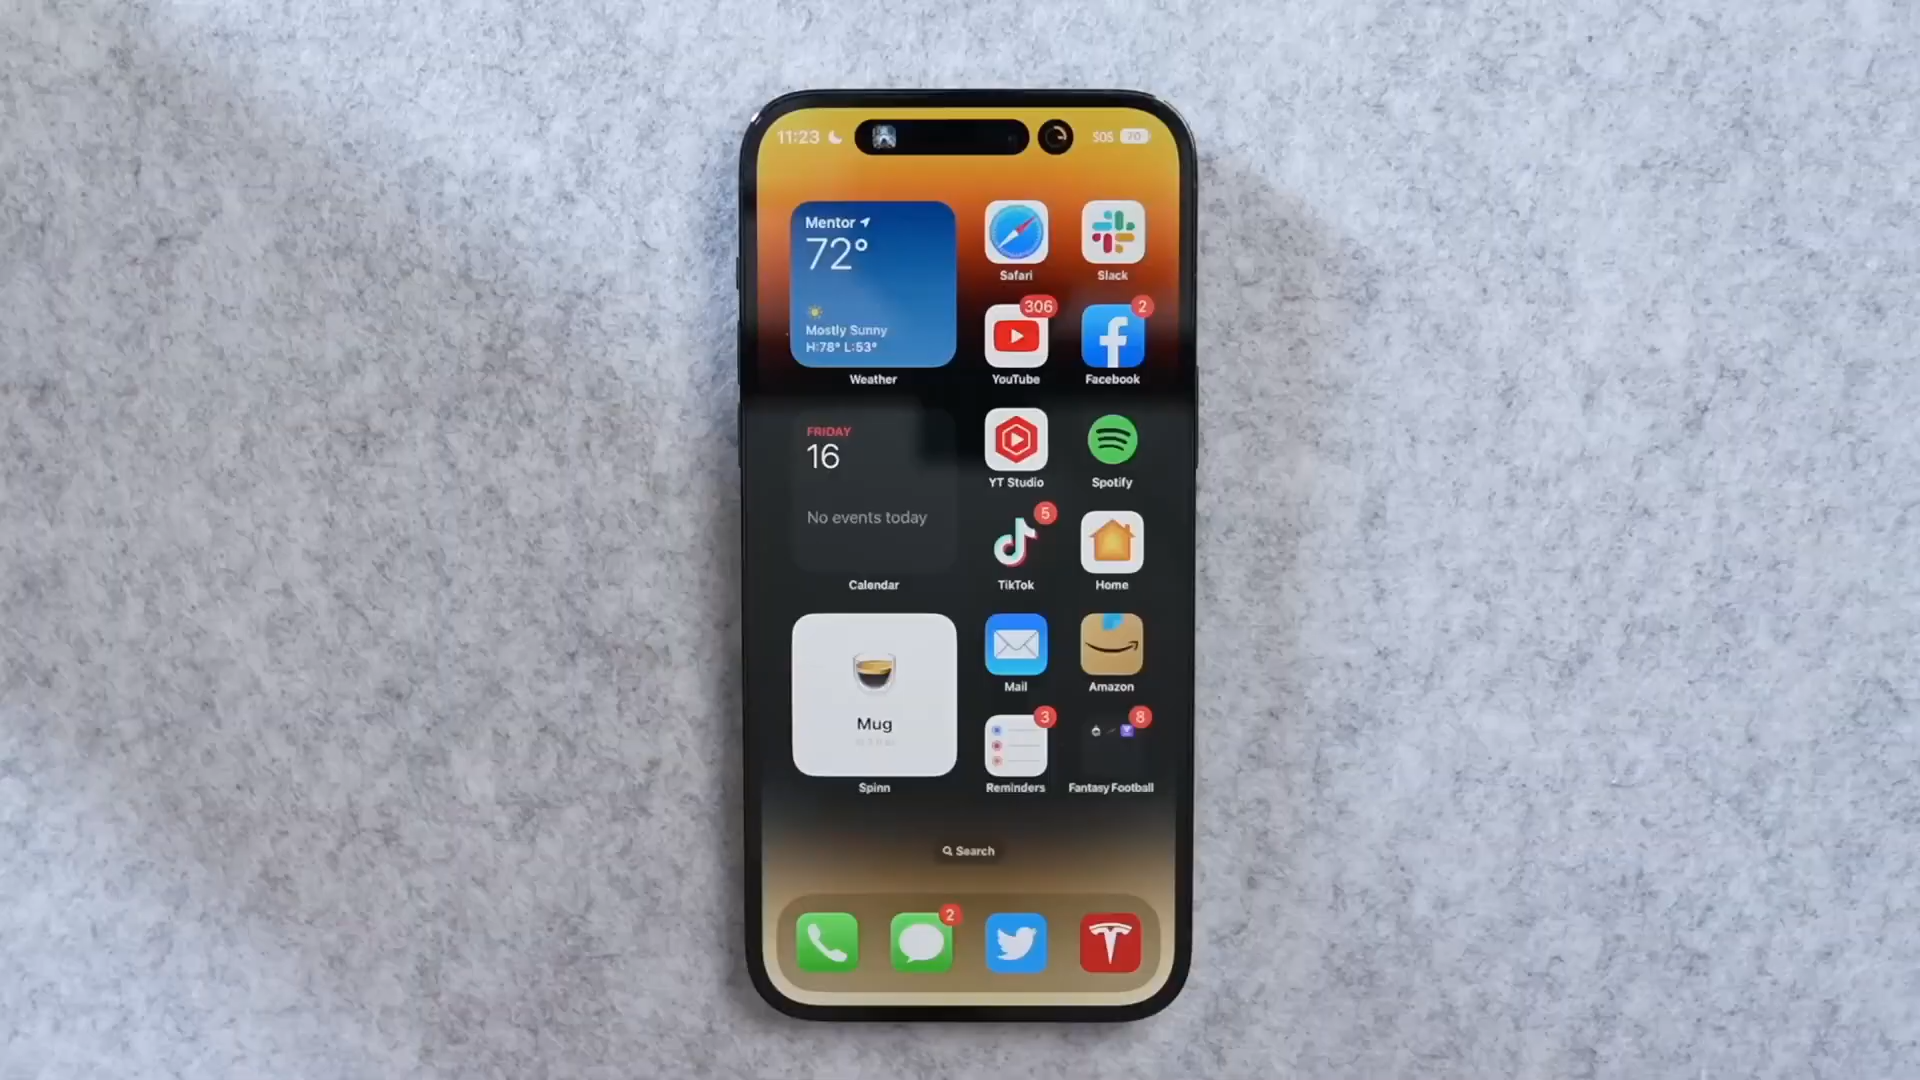 11:23
SOS 70
Mentor
72°
Mostly Sunny
H:78° L:53°
Weather
Safari
Slack
306
2
YouTube
Facebook
FRIDAY
16
No events today
Calendar
YT Studio
Spotify
5
TikTok
Home
Mug
Spinn
Mail
Amazon
3
8
Reminders
Fantasy Football
Search
2